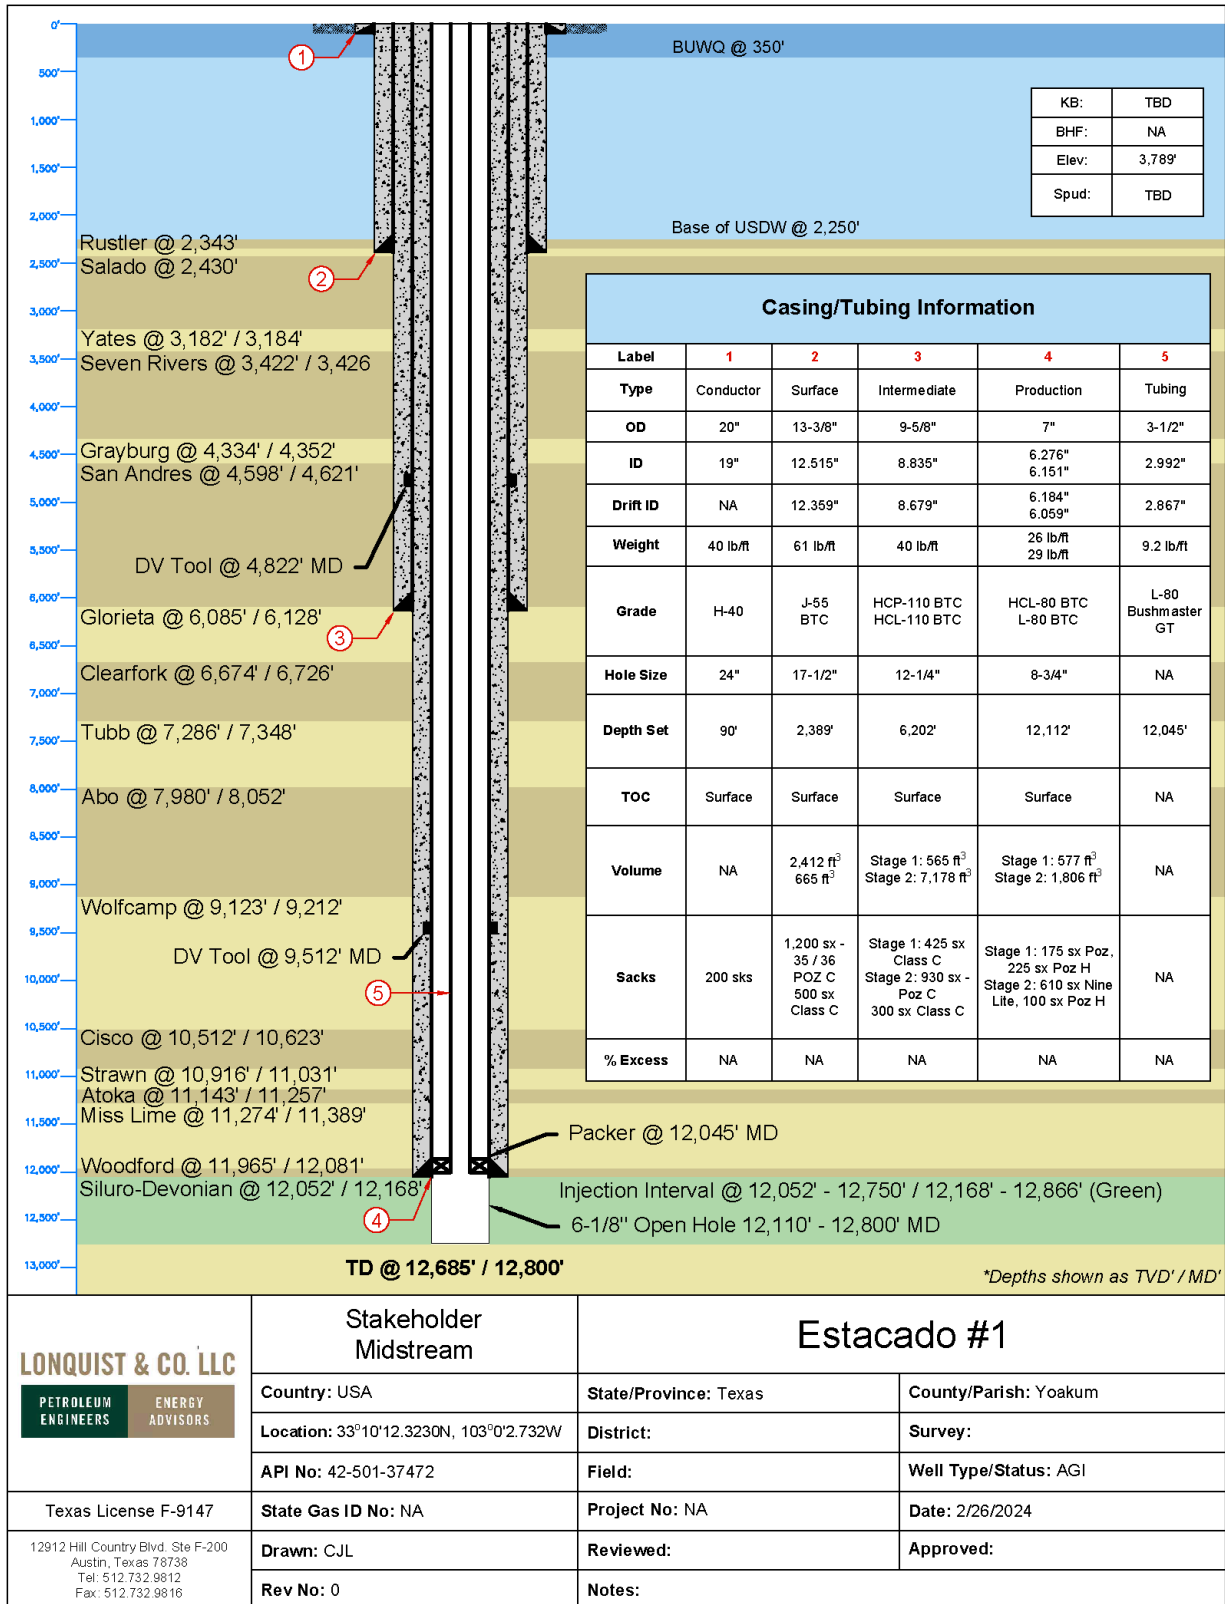 0'
500'
1,000'
1,500'
2,000'
2,500'
3,000'
3,500'
4,000'
4,500'
5,000'
5,500'
6,000'
6,500'
7,000'
7,500'
8,000'
8,500'
9,000'
9,500'
10,000'
10,500'
11,000'
11,500'
12,000'
12,500'
13,000'
1
BUWQ @ 350'
KB: TBD
BHF: NA
Elev: 3,789'
Spud: TBD
Base of USDW @ 2,250'
Rustler @ 2,343'
Salado @ 2,430'
2
Yates @ 3,182' / 3,184'
Seven Rivers @ 3,422' / 3,426
Grayburg @ 4,334' / 4,352'
San Andres @ 4,598' / 4,621'
DV Tool @ 4,822' MD
Glorieta @ 6,085' / 6,128'
3
Clearfork @ 6,674' / 6,726'
Tubb @ 7,286' / 7,348'
Abo @ 7,980' / 8,052'
Wolfcamp @ 9,123' / 9,212'
DV Tool @ 9,512' MD
5
Cisco @ 10,512' / 10,623'
Strawn @ 10,916' / 11,031'
Atoka @ 11,143' / 11,257'
Miss Lime @ 11,274' / 11,389'
Packer @ 12,045' MD
Woodford @ 11,965' / 12,081'
Siluro-Devonian @ 12,052' / 12,168'
Injection Interval @ 12,052' - 12,750' / 12,168' - 12,866' (Green)
4
6-1/8" Open Hole 12,110' - 12,800' MD
TD @ 12,685' / 12,800'
*Depths shown as TVD' / MD'
Casing/Tubing Information
Label 1 2 3 4 5
Type Conductor Surface Intermediate Production Tubing
OD 20" 13-3/8" 9-5/8" 7" 3-1/2"
ID 19" 12.515" 8.835" 6.276" 6.151" 2.992"
Drift ID NA 12.359" 8.679" 6.184" 6.059" 2.867"
Weight 40 lb/ft 61 lb/ft 40 lb/ft 26 lb/ft 29 lb/ft 9.2 lb/ft
Grade H-40 J-55 BTC HCP-110 BTC HCL-110 BTC HCL-80 BTC L-80 BTC L-80 Bushmaster GT
Hole Size 24" 17-1/2" 12-1/4" 8-3/4" NA
Depth Set 90' 2,389' 6,202' 12,112' 12,045'
TOC Surface Surface Surface Surface NA
Volume NA 2,412 ft³ 665 ft³ Stage 1: 565 ft³ Stage 2: 7,178 ft³ Stage 1: 577 ft³ Stage 2: 1,806 ft³ NA
Sacks 200 sks 1,200 sx - 35 / 36 POZ C 500 sx Class C Stage 1: 425 sx Class C Stage 2: 930 sx - Poz C 300 sx Class C Stage 1: 175 sx Poz, 225 sx Poz H Stage 2: 610 sx Nine Lite, 100 sx Poz H NA
% Excess NA NA NA NA NA
LONQUIST & CO. LLC
PETROLEUM ENGINEERS
ENERGY ADVISORS
Texas License F-9147
12912 Hill Country Blvd. Ste F-200
Austin, Texas 78738
Tel: 512.732.9812
Fax: 512.732.9816
Stakeholder
Midstream
Estacado #1
Country: USA
State/Province: Texas
County/Parish: Yoakum
Location: 33⁰10'12.3230N, 103⁰0'2.732W
District:
Survey:
API No: 42-501-37472
Field:
Well Type/Status: AGI
State Gas ID No: NA
Project No: NA
Date: 2/26/2024
Drawn: CJL
Reviewed:
Approved:
Rev No: 0
Notes: